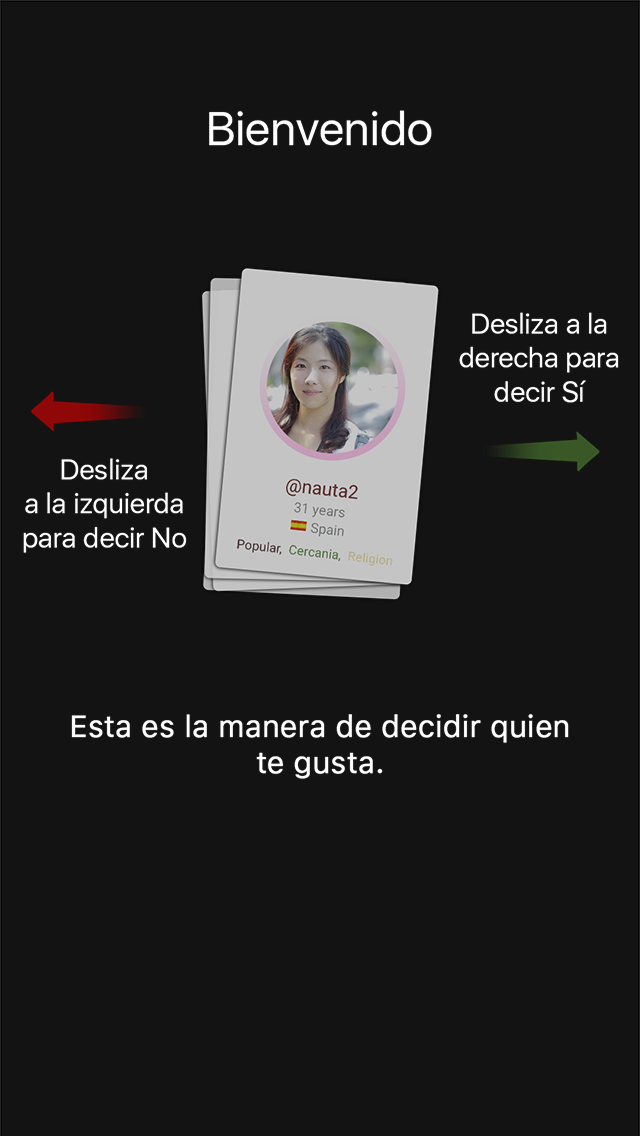 Bienvenido
Desliza a la
derecha para
decir Sí
Desliza
a la izquierda
para decir No
@nauta2
31 years
Spain
Popular, Cercania, Religion
Esta es la manera de decidir quien
te gusta.